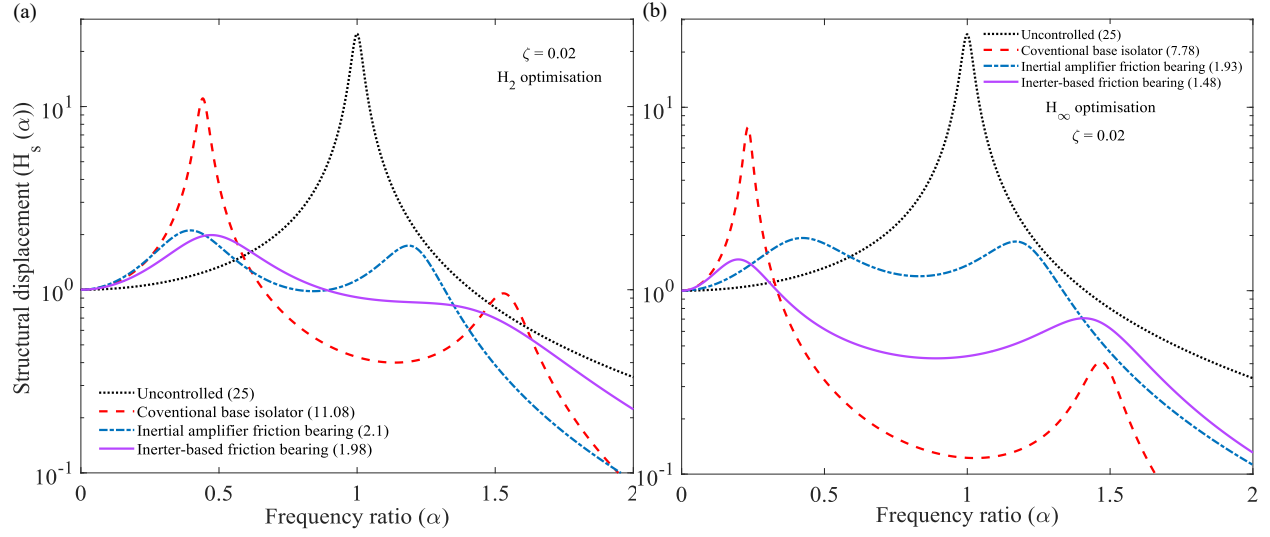 (a)
ζ = 0.02
H2 optimisation
Uncontrolled (25)
Coventional base isolator (11.08)
Inertial amplifier friction bearing (2.1)
Inerter-based friction bearing (1.98)
Structural displacement (Hs (α))
10^1
10^0
10^-1
0 0.5 1 1.5 2
Frequency ratio (α)
(b)
Uncontrolled (25)
Coventional base isolator (7.78)
Inertial amplifier friction bearing (1.93)
Inerter-based friction bearing (1.48)
H∞ optimisation
ζ = 0.02
10^1
10^0
10^-1
0 0.5 1 1.5 2
Frequency ratio (α)